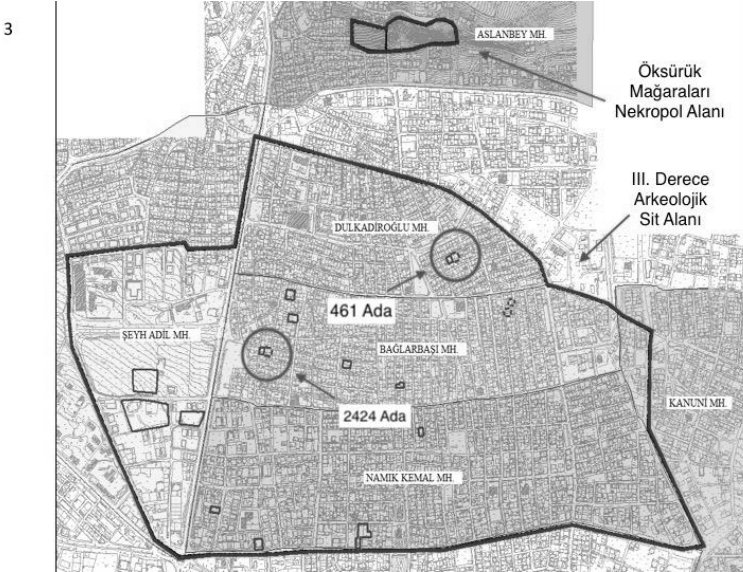 3
ASLANBEY MH.
Öksürük
Mağaraları
Nekropol Alanı
III. Derece
Arkeolojik
Sit Alanı
DULKADİROĞLU MH.
461 Ada
ŞEYH ADİL MH.
BAĞLARBAŞI MH.
2424 Ada
KANUNİ MH.
NAMIK KEMAL MH.